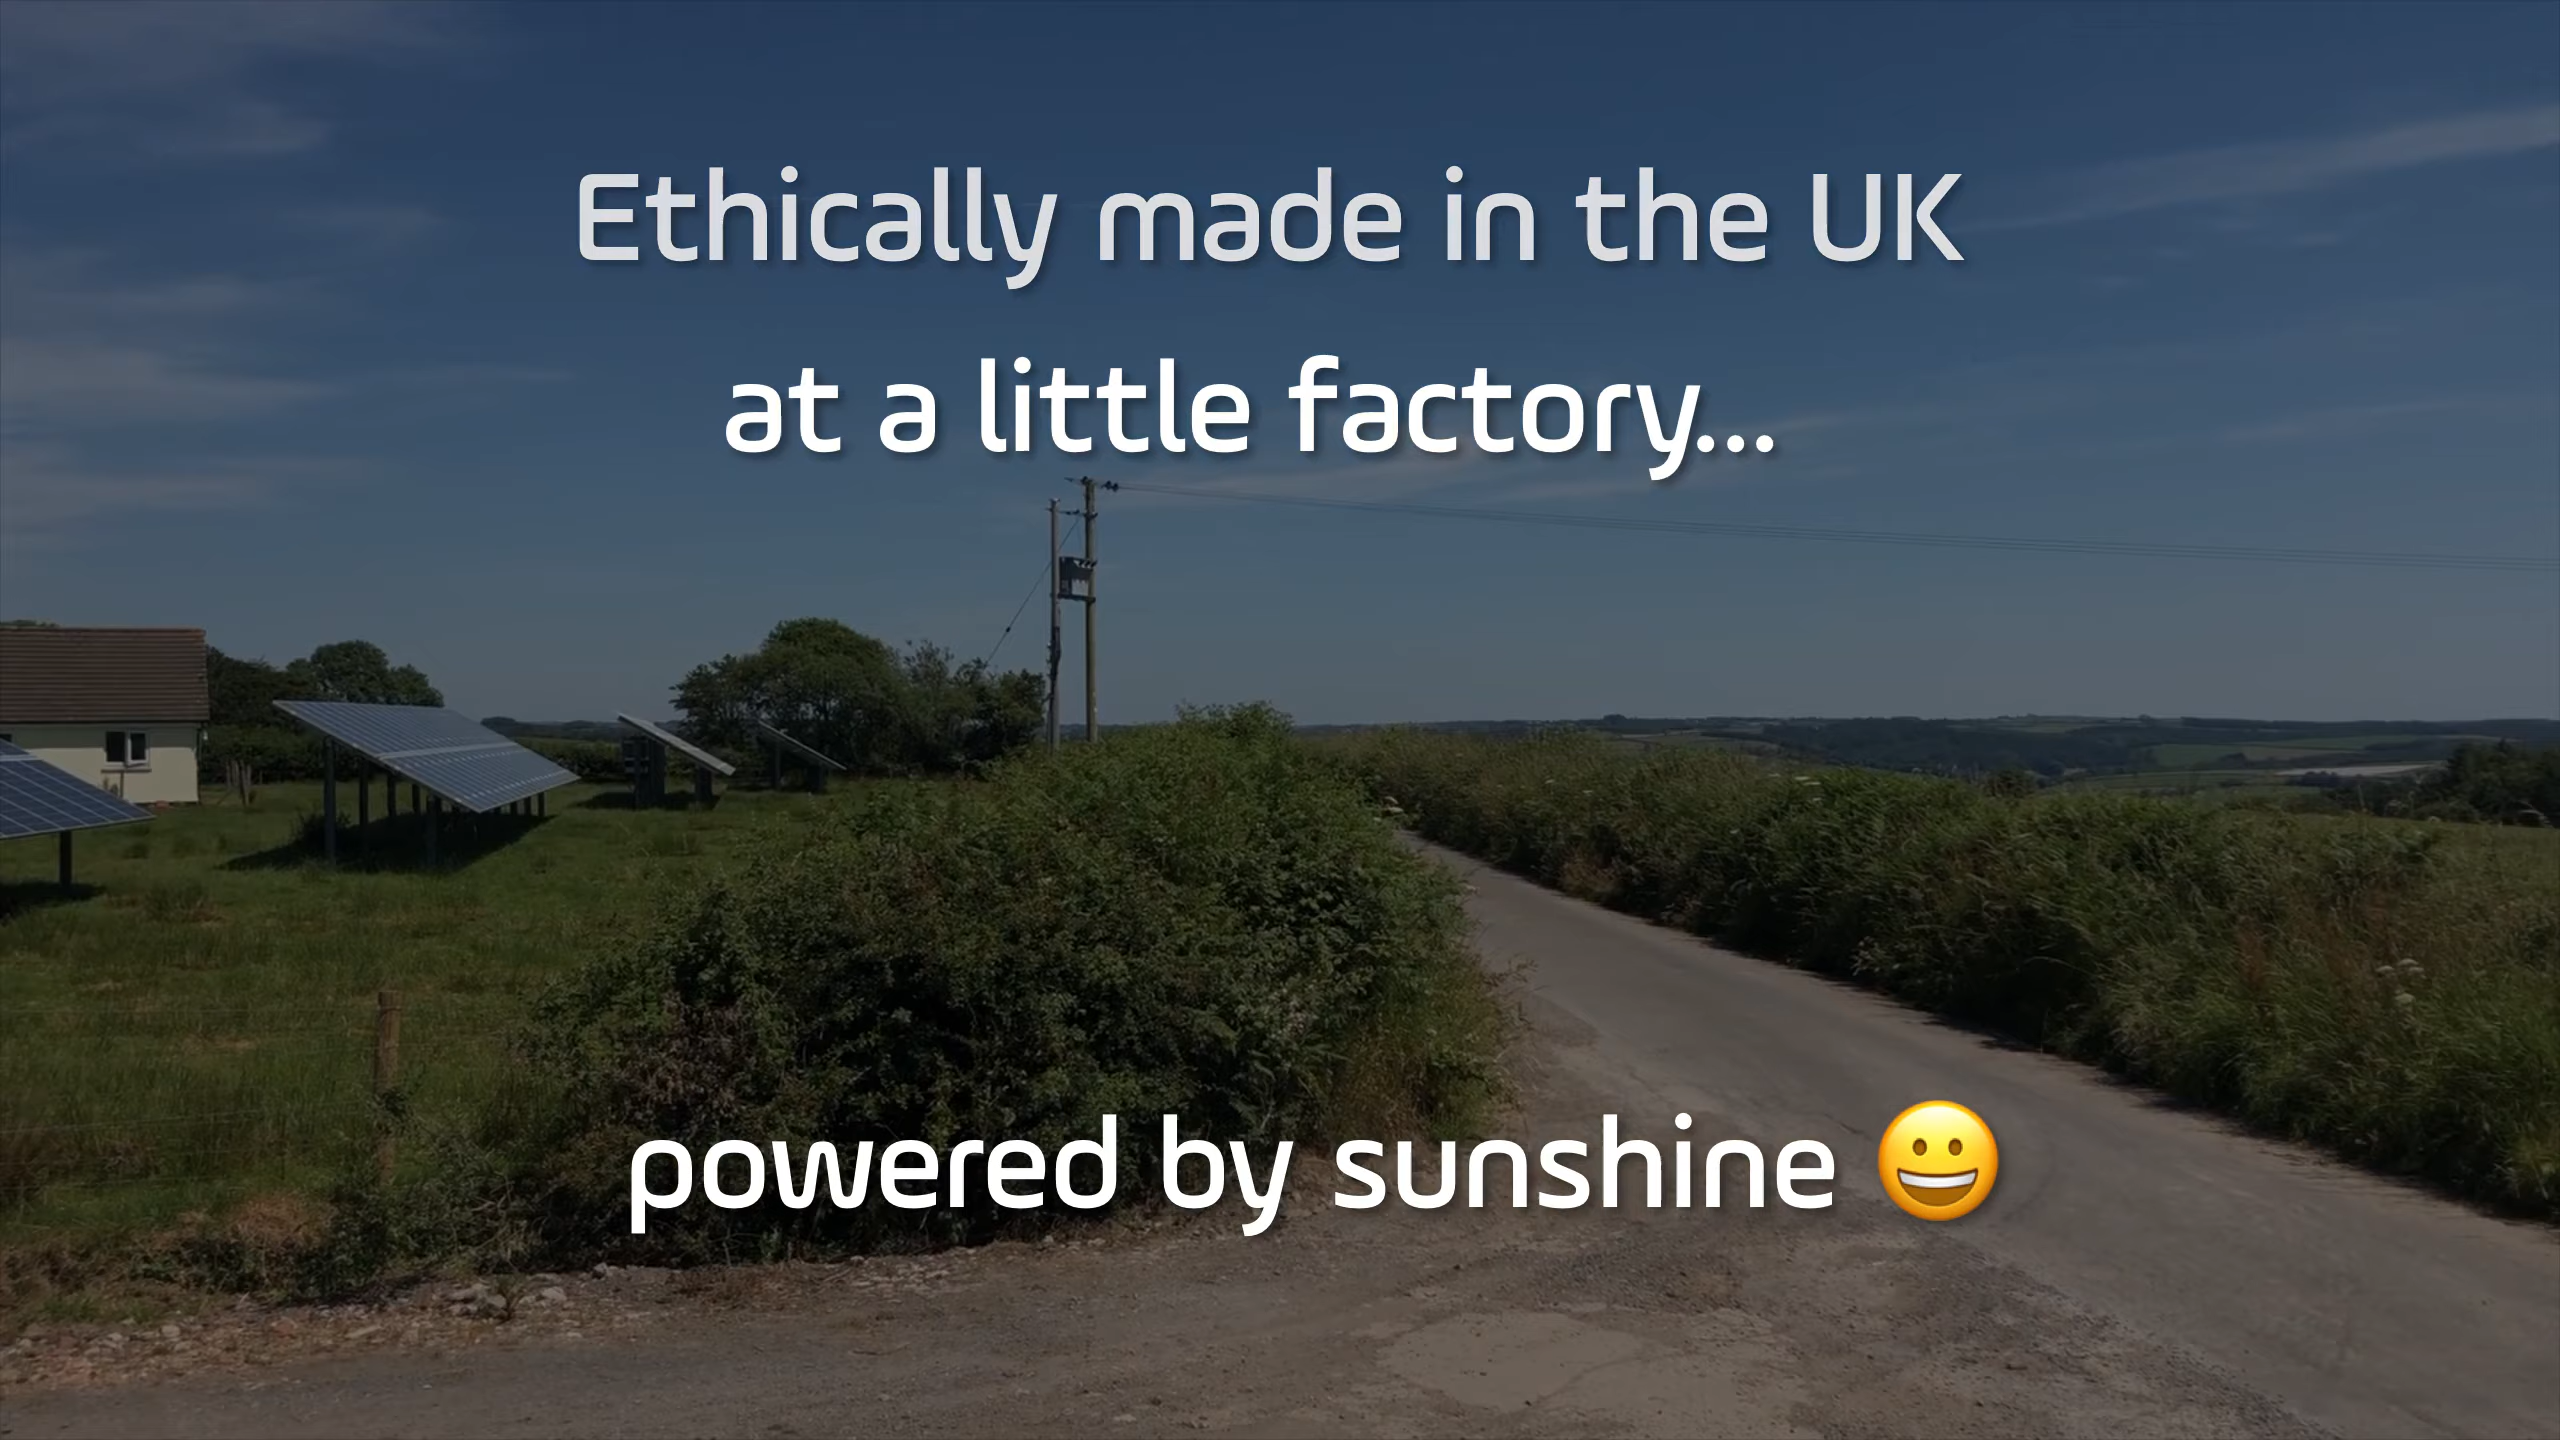 Ethically made in the UK
at a little factory...
powered by sunshine 😀